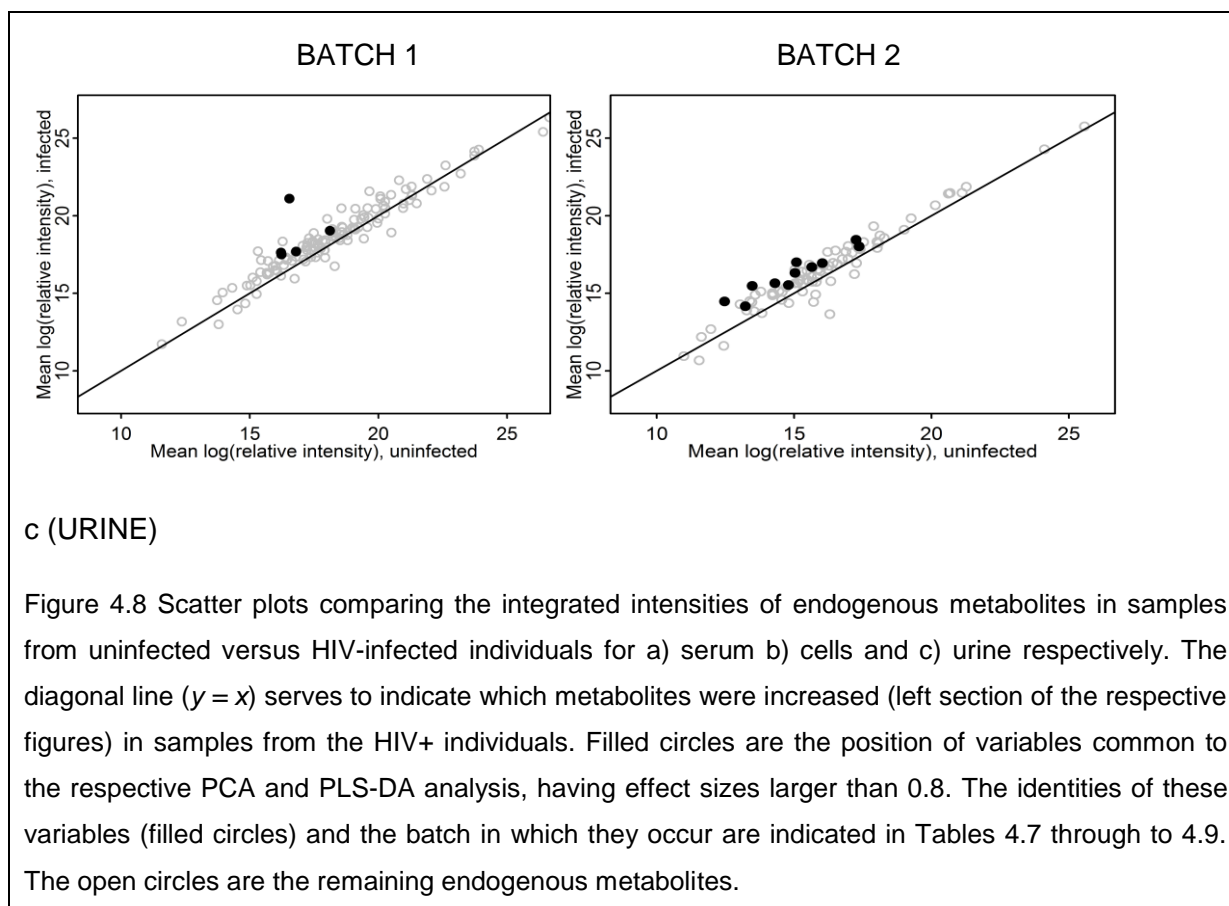 BATCH 1
BATCH 2
Mean log(relative intensity), infected
25
20
15
10
10
15
20
25
Mean log(relative intensity), uninfected
Mean log(relative intensity), infected
25
20
15
10
10
15
20
25
Mean log(relative intensity), uninfected
c (URINE)
Figure 4.8 Scatter plots comparing the integrated intensities of endogenous metabolites in samples
from uninfected versus HIV-infected individuals for a) serum b) cells and c) urine respectively. The
diagonal line (y = x) serves to indicate which metabolites were increased (left section of the respective
figures) in samples from the HIV+ individuals. Filled circles are the position of variables common to
the respective PCA and PLS-DA analysis, having effect sizes larger than 0.8. The identities of these
variables (filled circles) and the batch in which they occur are indicated in Tables 4.7 through to 4.9.
The open circles are the remaining endogenous metabolites.